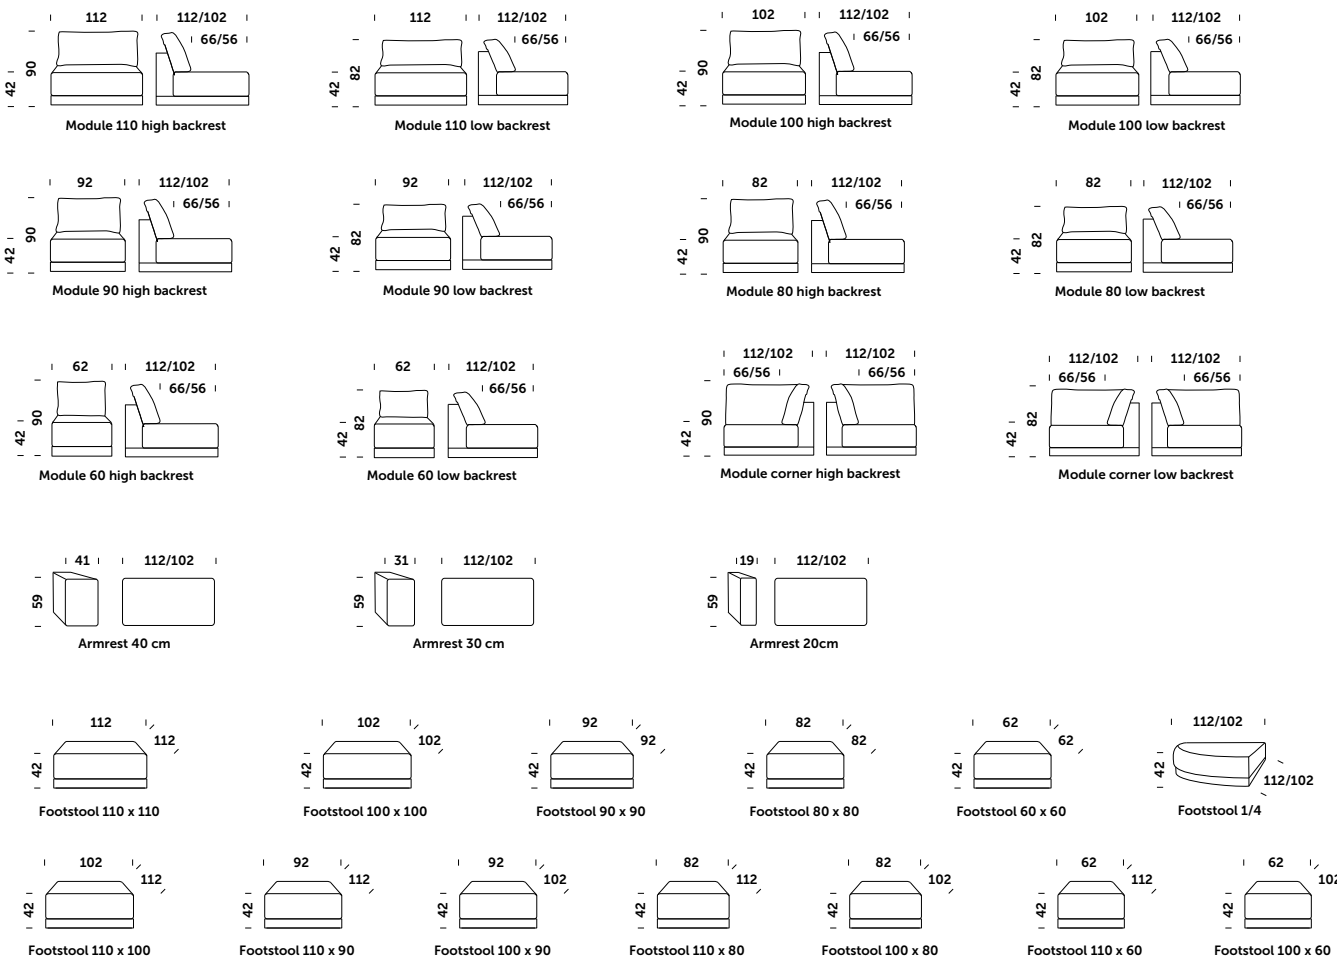 112 112/102 112 112/102 102 112/102 102 112/102
66/56 66/56 66/56 66/56
42 90 42 82 42 90 42 82
Module 110 high backrest Module 110 low backrest Module 100 high backrest Module 100 low backrest
92 112/102 92 112/102 82 112/102 82 112/102
66/56 66/56 66/56 66/56
42 90 42 82 42 90 42 82
Module 90 high backrest Module 90 low backrest Module 80 high backrest Module 80 low backrest
62 112/102 62 112/102 112/102 112/102 112/102 112/102
66/56 66/56 66/56 66/56 66/56 66/56
42 90 42 82 42 90 42 82
Module 60 high backrest Module 60 low backrest Module corner high backrest Module corner low backrest
41 112/102 31 112/102 19 112/102
59 59 59
Armrest 40 cm Armrest 30 cm Armrest 20cm
112 102 92 82 62 112/102
112 102 92 82 62
42 42 42 42 42 42 112/102
Footstool 110 x 110 Footstool 100 x 100 Footstool 90 x 90 Footstool 80 x 80 Footstool 60 x 60 Footstool 1/4
102 92 92 82 82 62 62
112 112 102 112 102 112 102
42 42 42 42 42 42 42
Footstool 110 x 100 Footstool 110 x 90 Footstool 100 x 90 Footstool 110 x 80 Footstool 100 x 80 Footstool 110 x 60 Footstool 100 x 60